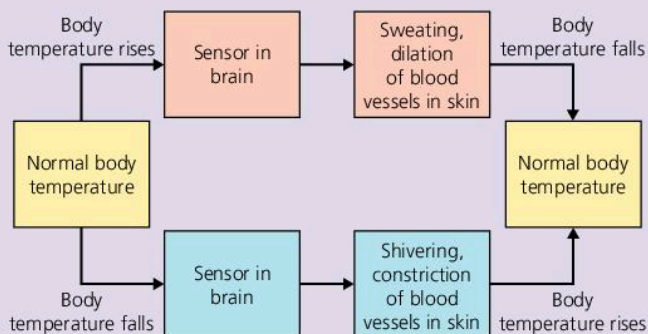 Body
temperature rises
Sensor in
brain
Sweating,
dilation
of blood
vessels in skin
Body
temperature falls
Normal body
temperature
Normal body
temperature
Body
temperature falls
Sensor in
brain
Shivering,
constriction
of blood
vessels in skin
Body
temperature rises